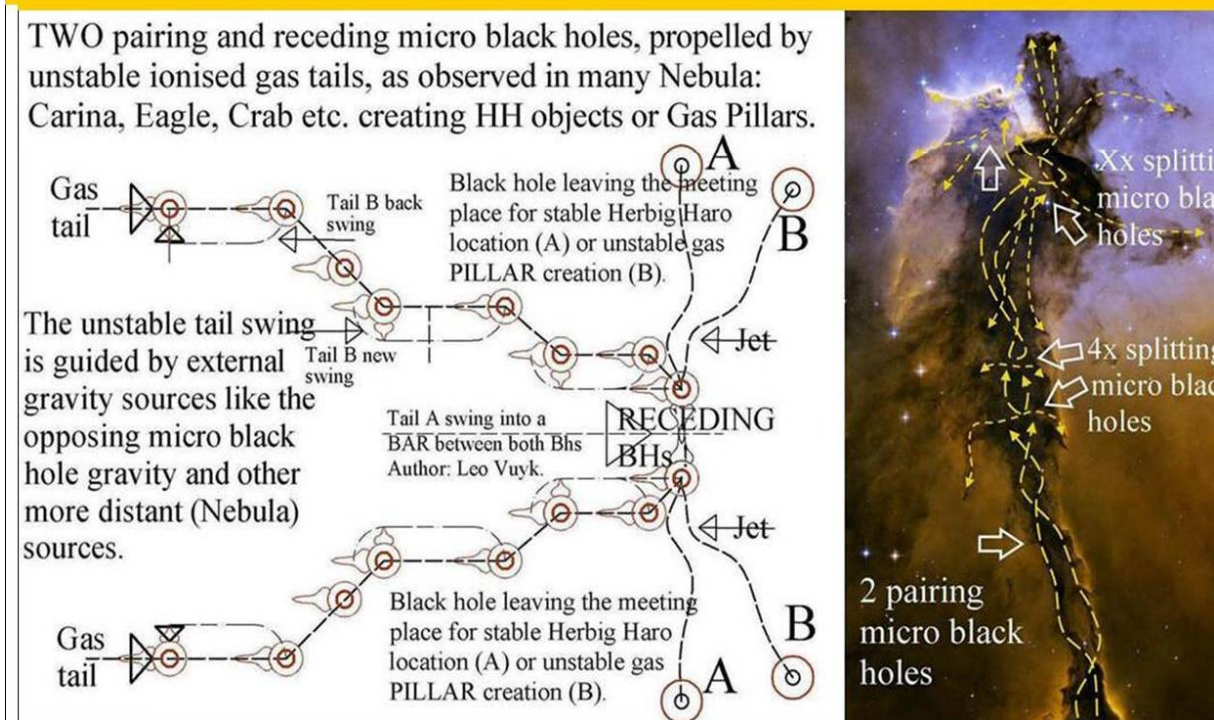 TWO pairing and receding micro black holes, propelled by
unstable ionised gas tails, as observed in many Nebula:
Carina, Eagle, Crab etc. creating HH objects or Gas Pillars.
A
Gas
tail
Tail B back
swing
Black hole leaving the meeting
place for stable Herbig Haro
location (A) or unstable gas
PILLAR creation (B).
B
The unstable tail swing
is guided by external
gravity sources like the
opposing micro black
hole gravity and other
more distant (Nebula)
sources.
Tail B new
swing
Jet
Tail A swing into a
BAR between both Bhs
Author: Leo Vuyk.
RECEDING
BHs
Jet
Gas
tail
Black hole leaving the meeting
place for stable Herbig Haro
location (A) or unstable gas
PILLAR creation (B).
B
A
Xx splitti
micro bla
holes
4x splitting
micro blac
holes
2 pairing
micro black
holes